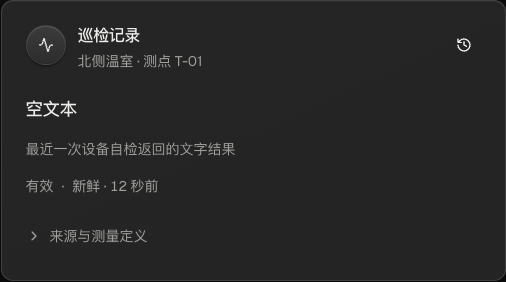 巡检记录
北侧温室 · 测点 T-01
空文本
最近一次设备自检返回的文字结果
有效 · 新鲜 · 12 秒前
来源与测量定义